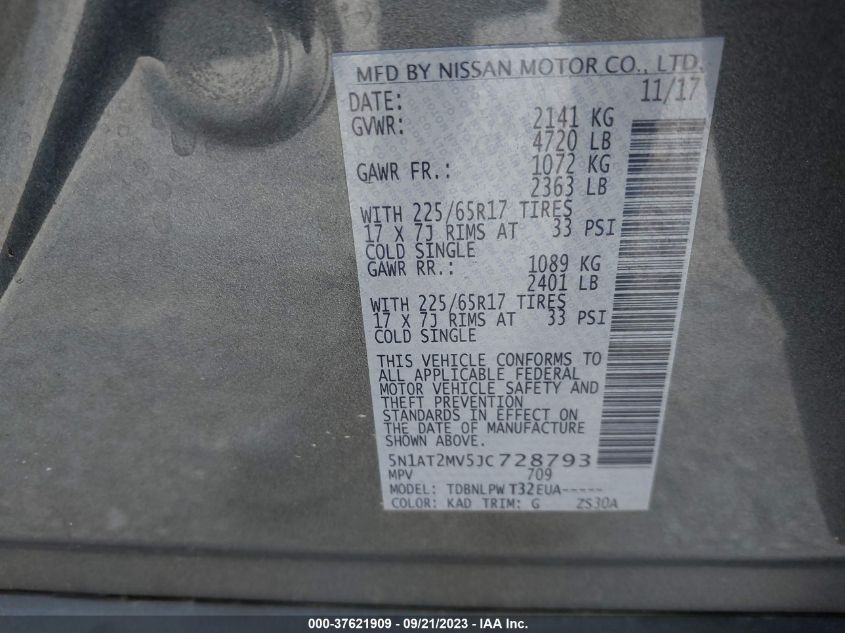 MFD BY NISSAN MOTOR CO., LTD.
DATE: 11/17
GVWR: 2141 KG
4720 LB
GAWR FR.: 1072 KG
2363 LB
WITH 225/65R17 TIRES
17 X 7J RIMS AT 33 PSI
COLD SINGLE
GAWR RR.: 1089 KG
2401 LB
WITH 225/65R17 TIRES
17 X 7J RIMS AT 33 PSI
COLD SINGLE
THIS VEHICLE CONFORMS TO
ALL APPLICABLE FEDERAL
MOTOR VEHICLE SAFETY AND
THEFT PREVENTION
STANDARDS IN EFFECT ON
THE DATE OF MANUFACTURE
SHOWN ABOVE.
5N1AT2MV5JC728793
MPV 709
MODEL: TDBNLPW T32EUA-----
COLOR: KAD TRIM: G ZS30A
000-37621909 - 09/21/2023 - IAA Inc.